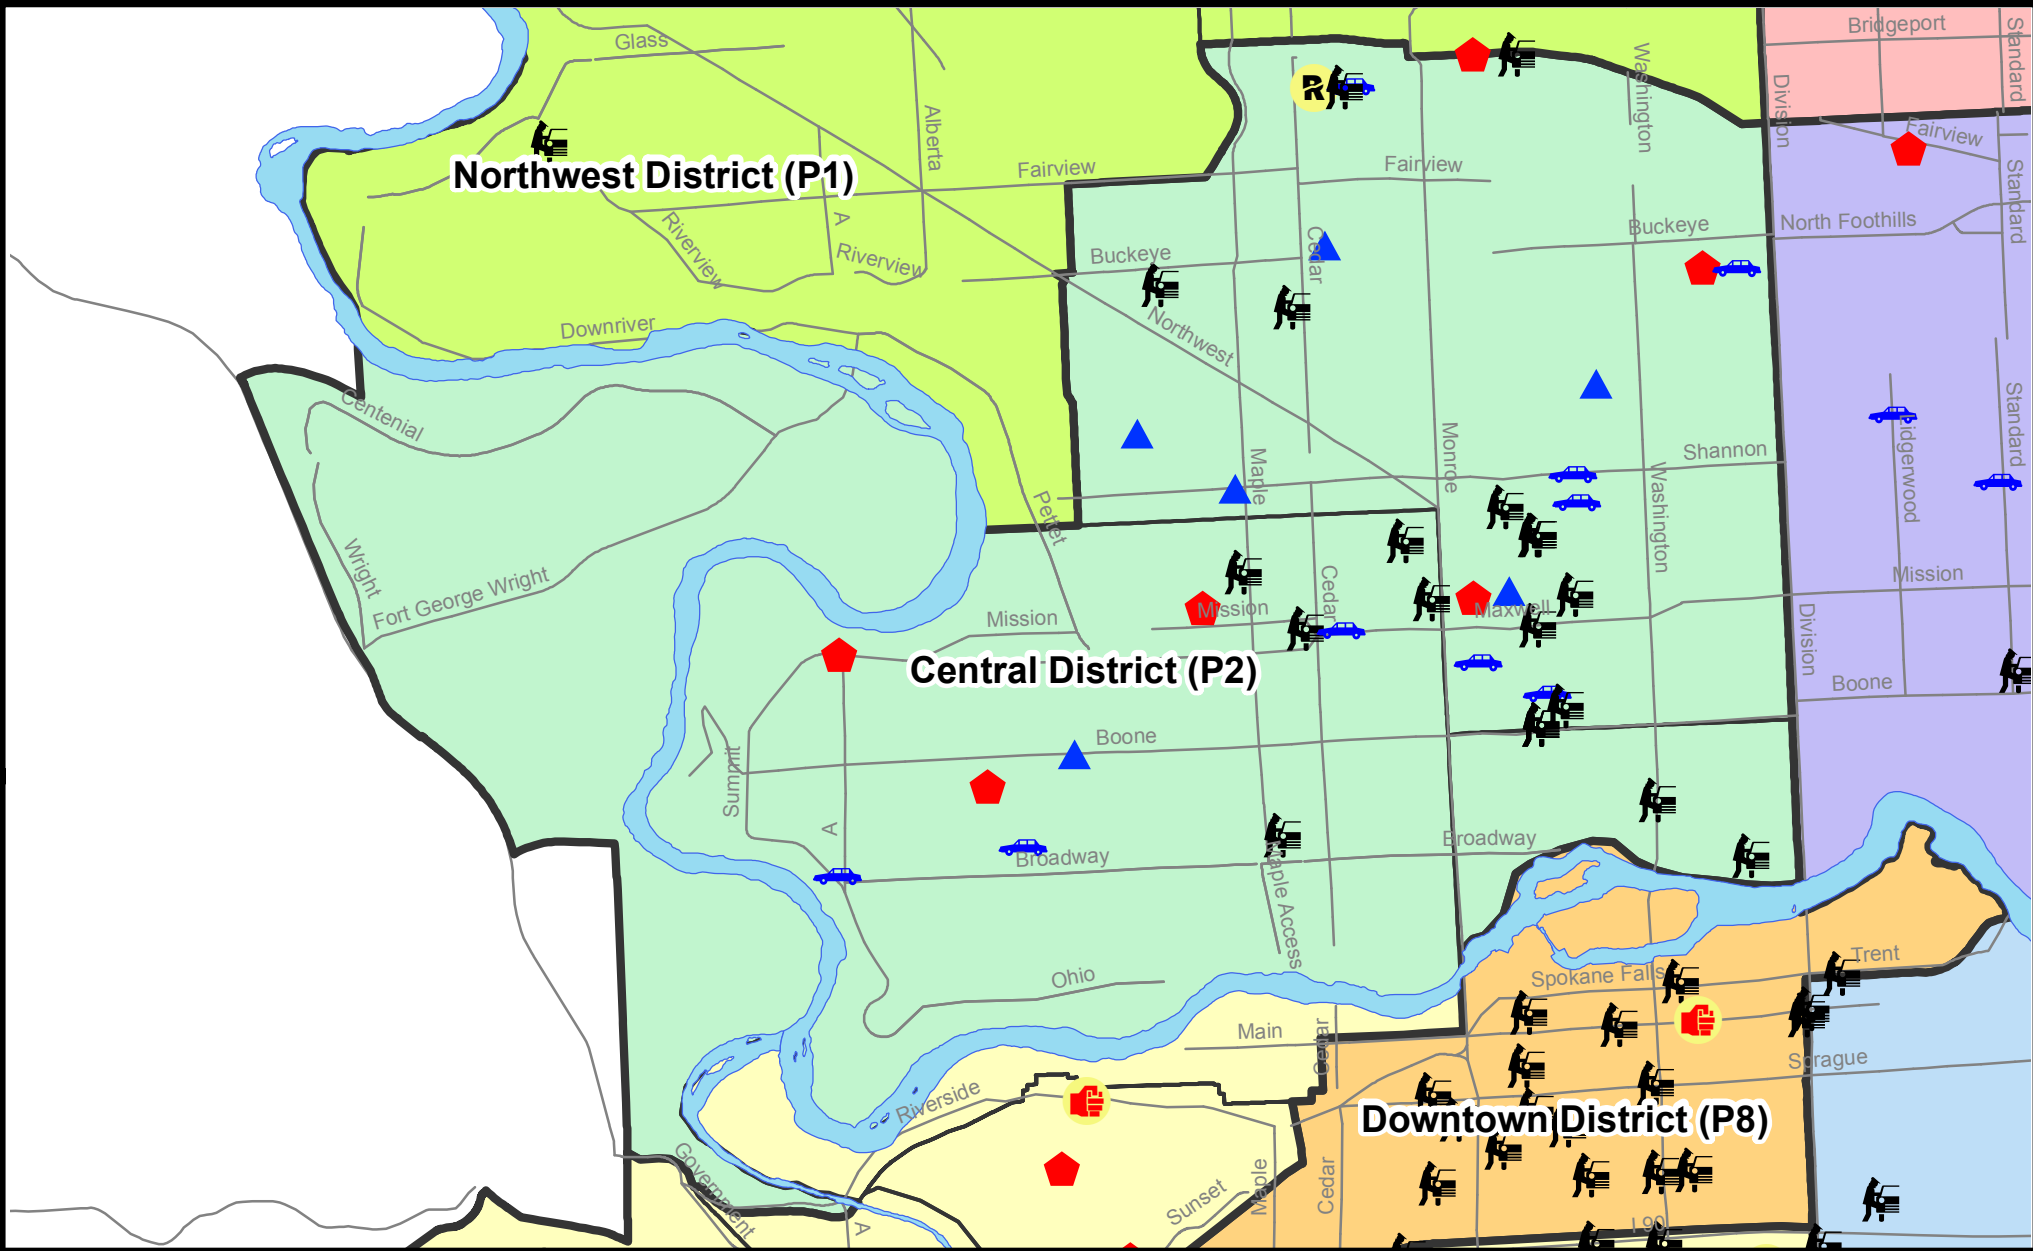 Bridgeport
Standard
Glass
Washington
Division
Alberta
Fairview
Fairview
Fairview
Fairview
Northwest District (P1)
Standard
A
Riverview
Riverview
Buckeye
Cedar
Buckeye
North Foothills
Downriver
Northwest
Centenial
Monroe
Shannon
Maple
Washington
Lidgerwood
Standard
Pettet
Wright
Fort George Wright
Mission
Mission
Cedar
Maxwell
Mission
Division
Central District (P2)
Boone
Boone
Summit
A
Broadway
Broadway
Maple Access
Ohio
Spokane Falls
Trent
Main
Cedar
Sprague
Riverside
Downtown District (P8)
Government
Sunset
Maple
Cedar
A
I 90